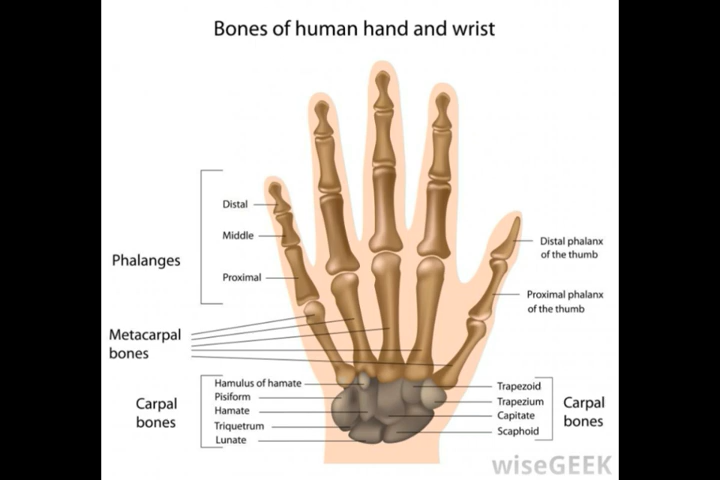 Bones of human hand and wrist
Distal
Middle
Phalanges
Proximal
Distal phalanx
of the thumb
Proximal phalanx
of the thumb
Metacarpal
bones
Carpal
bones
Hamulus of hamate
Pisiform
Hamate
Triquetrum
Lunate
Trapezoid
Trapezium
Capitate
Scaphoid
Carpal
bones
wiseGEEK